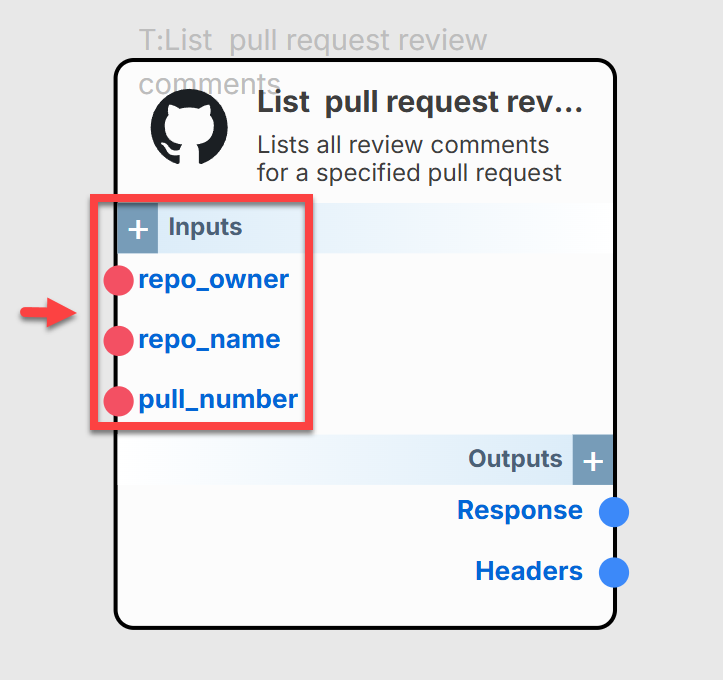 T:List  pull request review
comments
List  pull request rev...
Lists all review comments
for a specified pull request
+ Inputs
repo_owner
repo_name
pull_number
Outputs +
Response
Headers